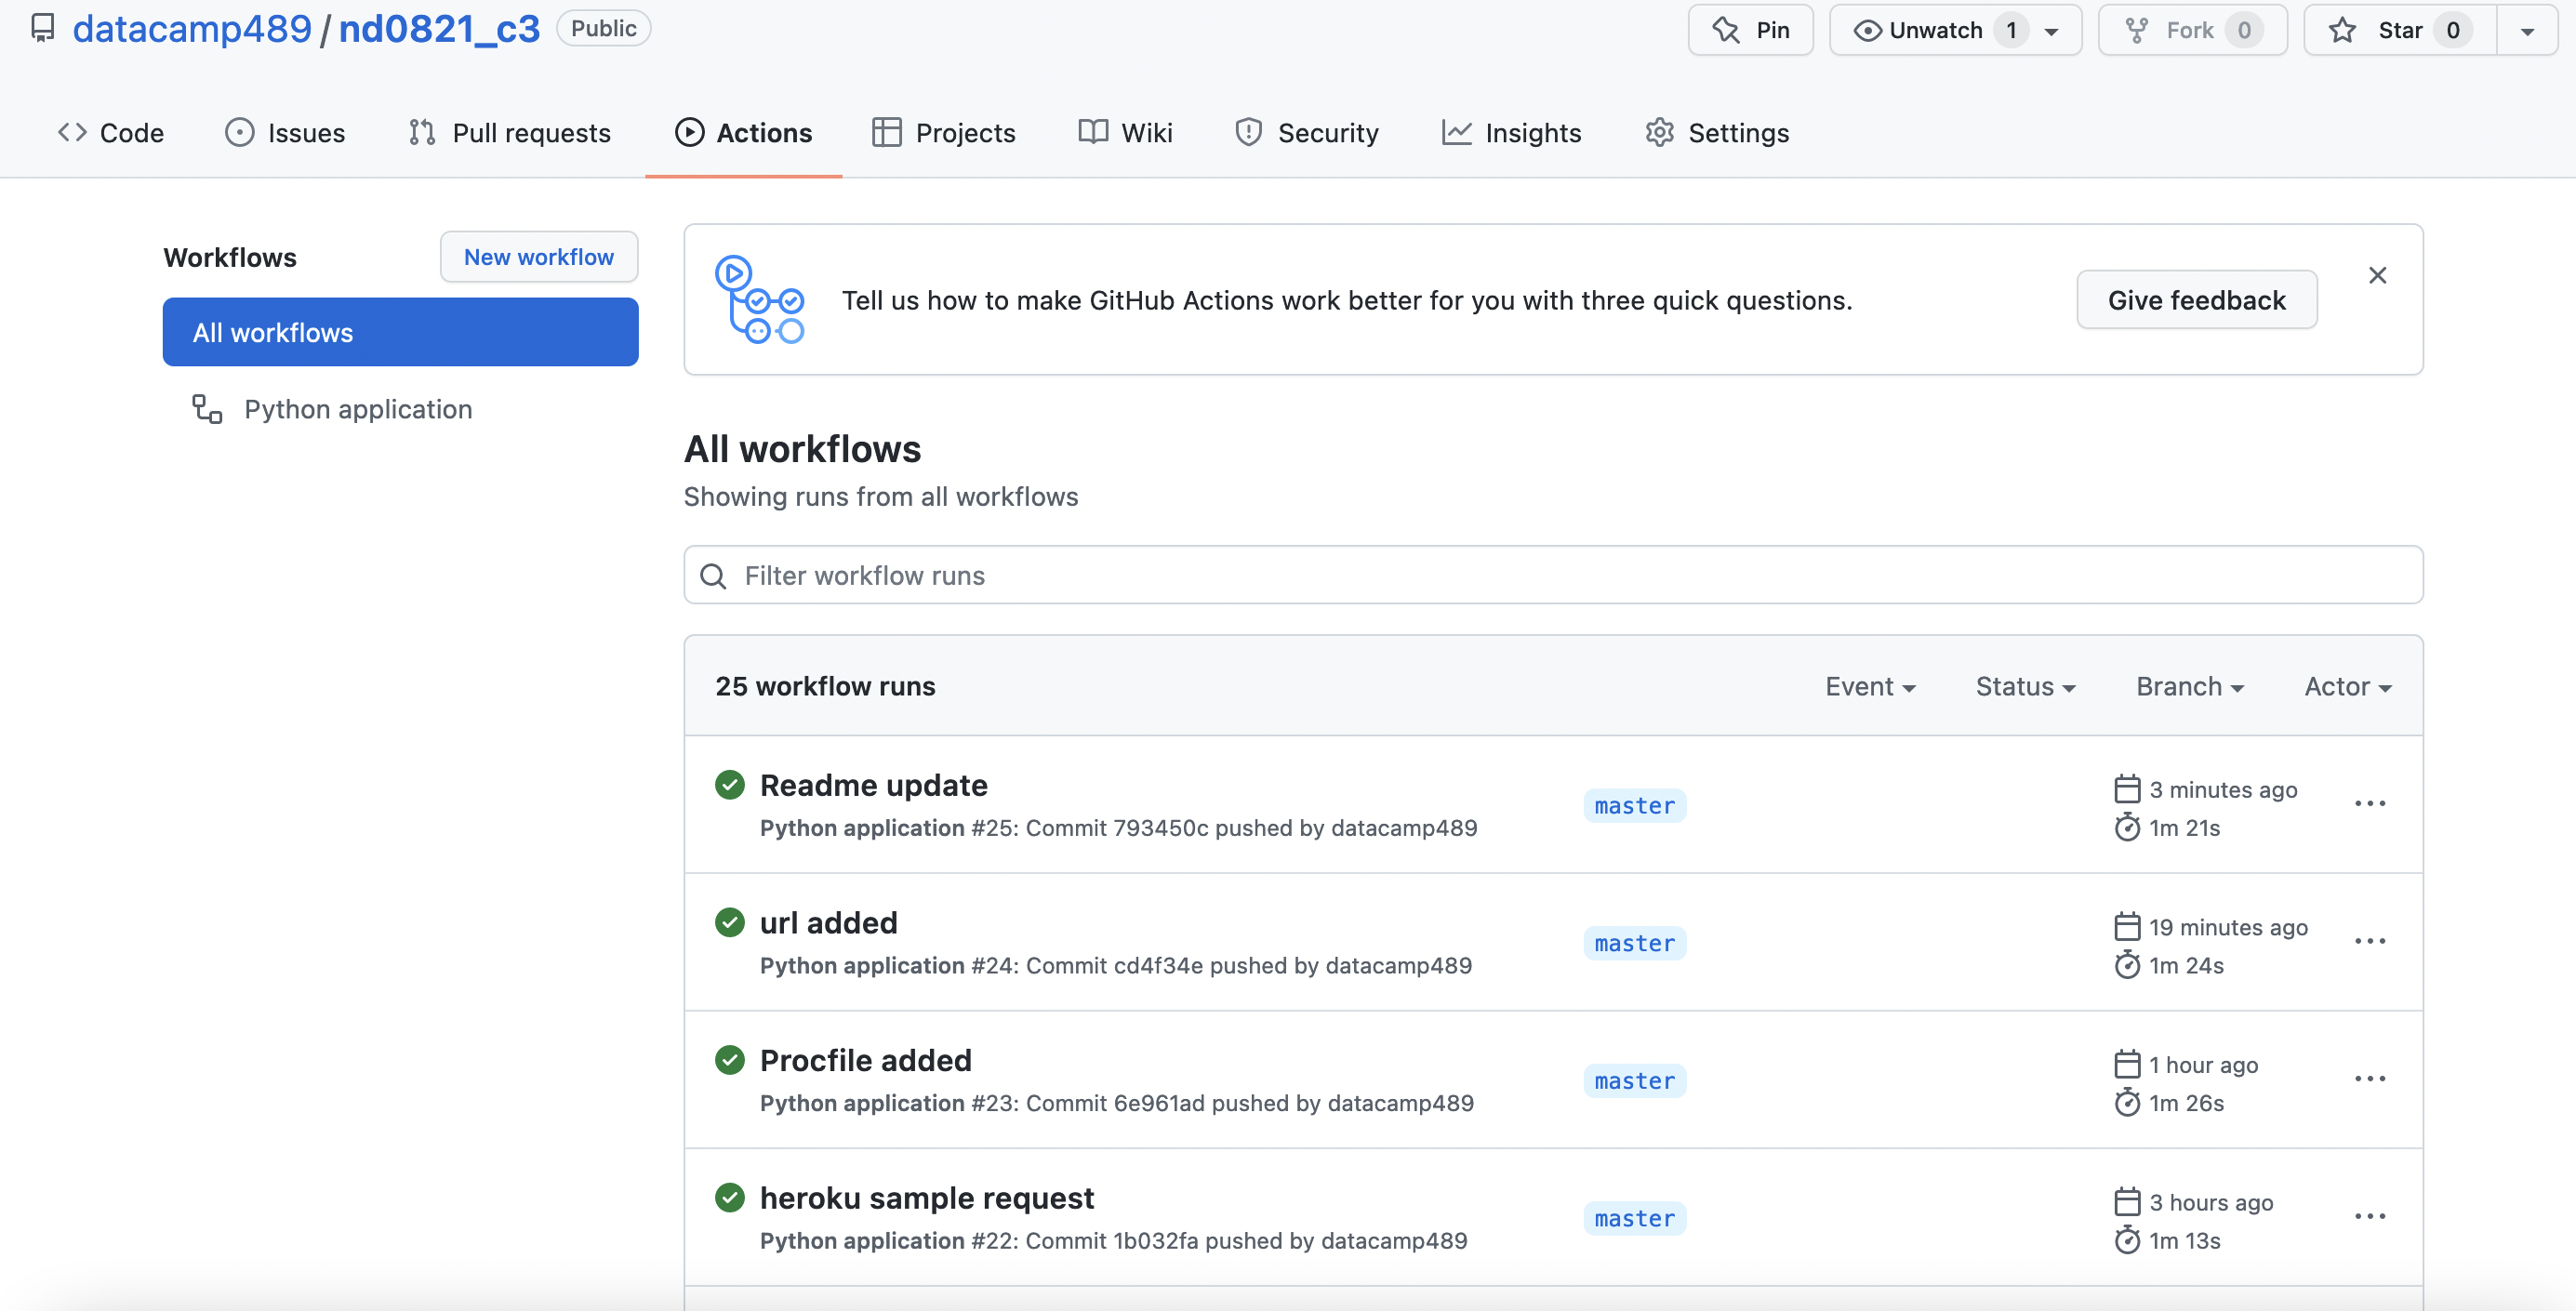 datacamp489 / nd0821_c3 Public Pin Unwatch 1 Fork 0 Star 0
Code Issues Pull requests Actions Projects Wiki Security Insights Settings
Workflows New workflow
All workflows
Python application
Tell us how to make GitHub Actions work better for you with three quick questions. Give feedback
All workflows
Showing runs from all workflows
Filter workflow runs
25 workflow runs Event Status Branch Actor
Readme update
Python application #25: Commit 793450c pushed by datacamp489
master
3 minutes ago
1m 21s
url added
Python application #24: Commit cd4f34e pushed by datacamp489
master
19 minutes ago
1m 24s
Procfile added
Python application #23: Commit 6e961ad pushed by datacamp489
master
1 hour ago
1m 26s
heroku sample request
Python application #22: Commit 1b032fa pushed by datacamp489
master
3 hours ago
1m 13s